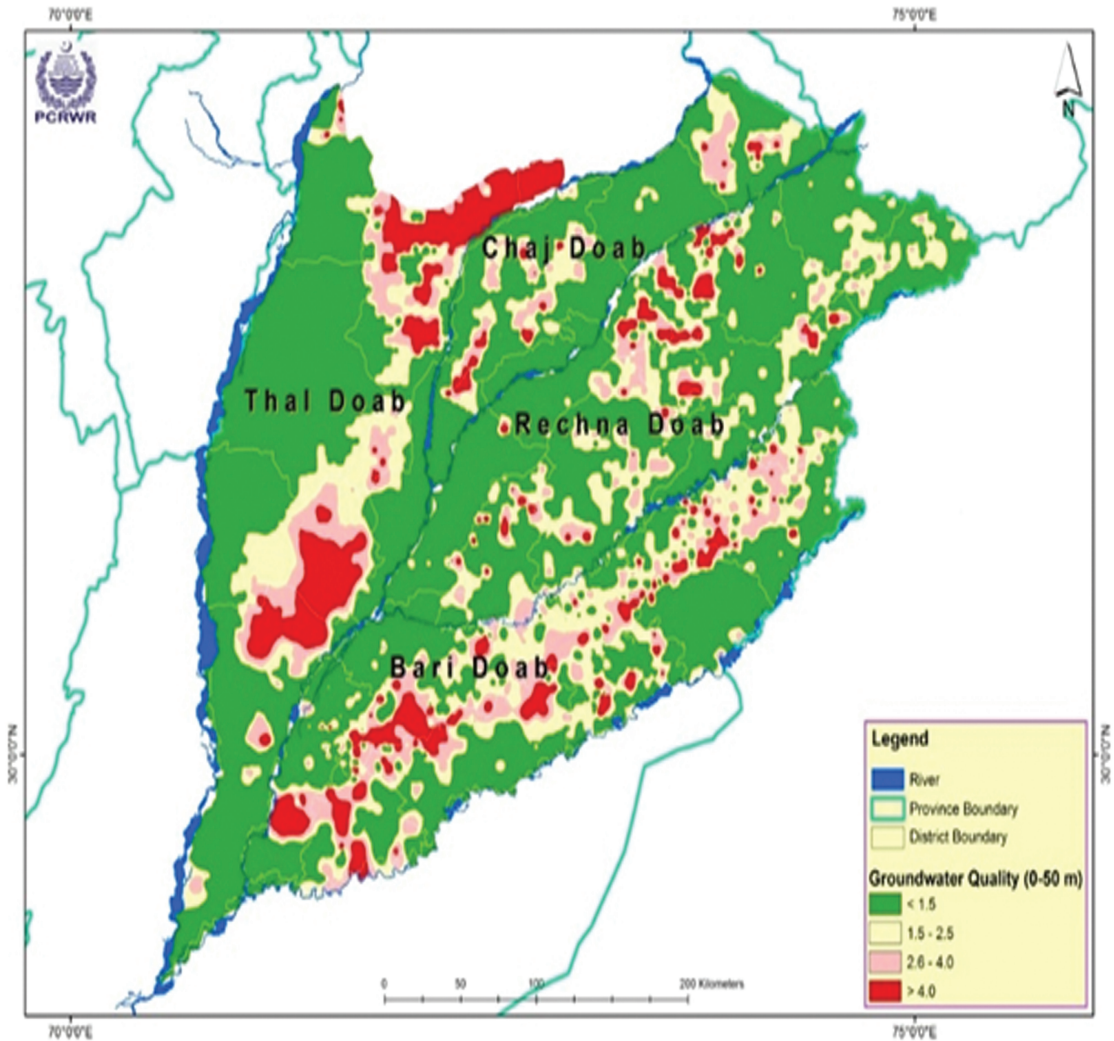 70°0'0"E
75°0'0"E
PCRWR
N
Chaj Doab
Thal Doab
Rechna Doab
Bari Doab
30°0'0"N
30°0'0"N
Legend
River
Province Boundary
District Boundary
Groundwater Quality (0-50 m)
< 1.5
1.5 - 2.5
2.6 - 4.0
> 4.0
0 50 100 200 Kilometers
70°0'0"E
75°0'0"E